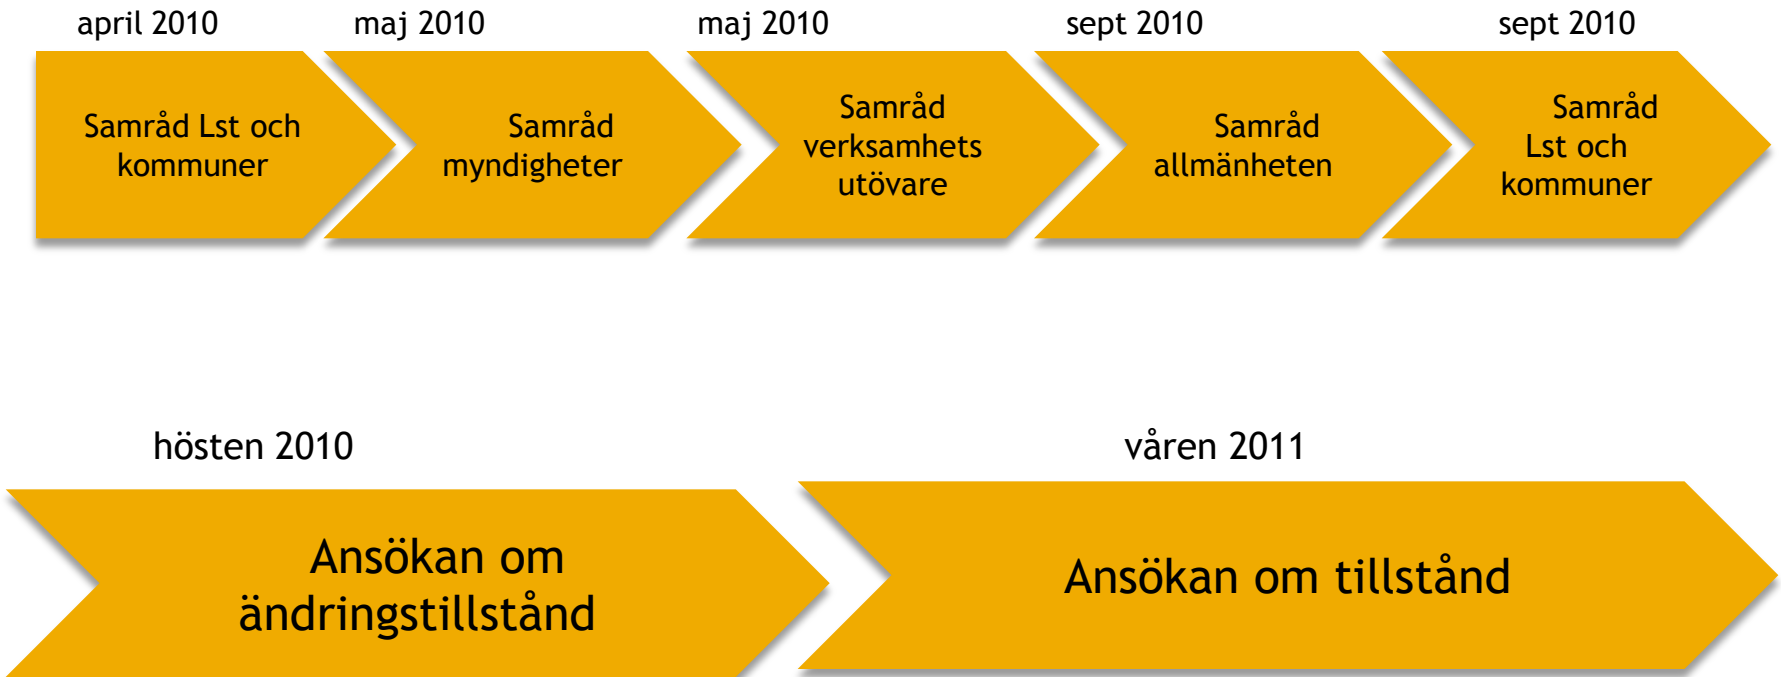 april 2010
maj 2010
maj 2010
sept 2010
sept 2010
Samråd Lst och
kommuner
Samråd
myndigheter
Samråd
verksamhets
utövare
Samråd
allmänheten
Samråd
Lst och
kommuner
hösten 2010
våren 2011
Ansökan om
ändringstillstånd
Ansökan om tillstånd